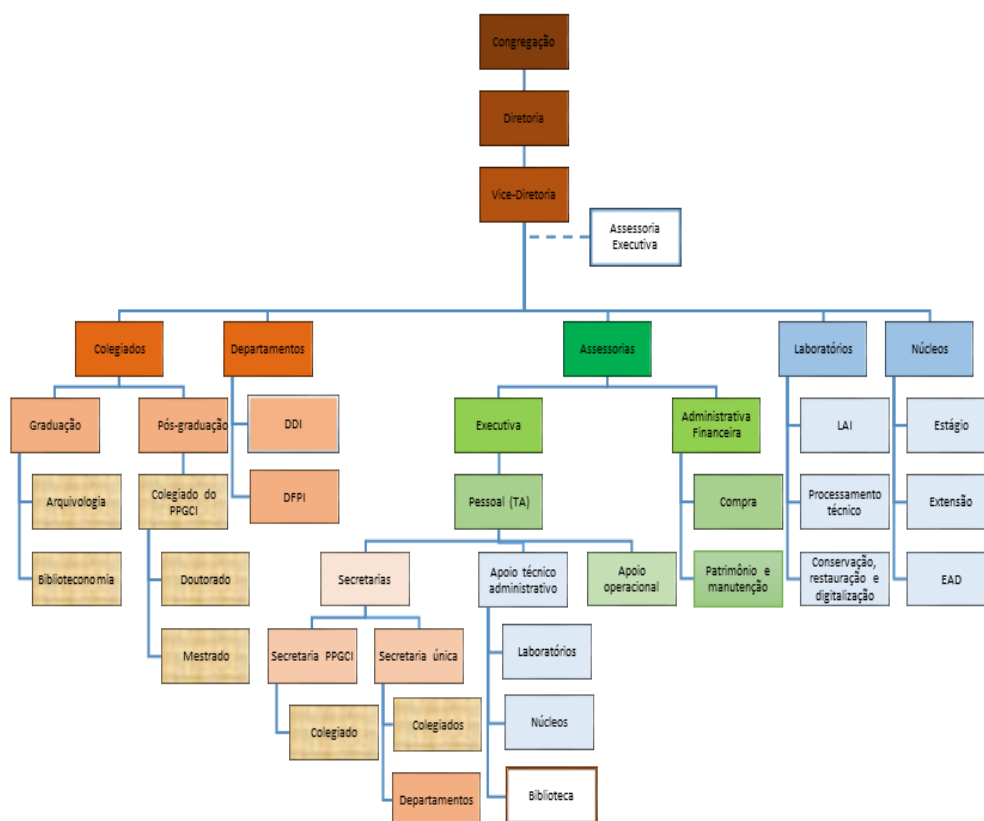 Congregação
Diretoria
Vice-Diretoria
Assessoria
Executiva
Colegiados
Departamentos
Assessorias
Laboratórios
Núcleos
Graduação
Pós-graduação
DDI
Executiva
Administrativa
Financeira
LAI
Estágio
Arquivologia
Colegiado do
PPGCI
DFPI
Pessoal (TA)
Compra
Processamento
técnico
Extensão
Biblioteconomia
Doutorado
Secretarias
Apoio técnico
administrativo
Apoio
operacional
Patrimônio e
manutenção
Conservação,
restauração e
digitalização
EAD
Mestrado
Secretaria PPGCI
Secretaria única
Laboratórios
Colegiado
Colegiados
Núcleos
Departamentos
Biblioteca